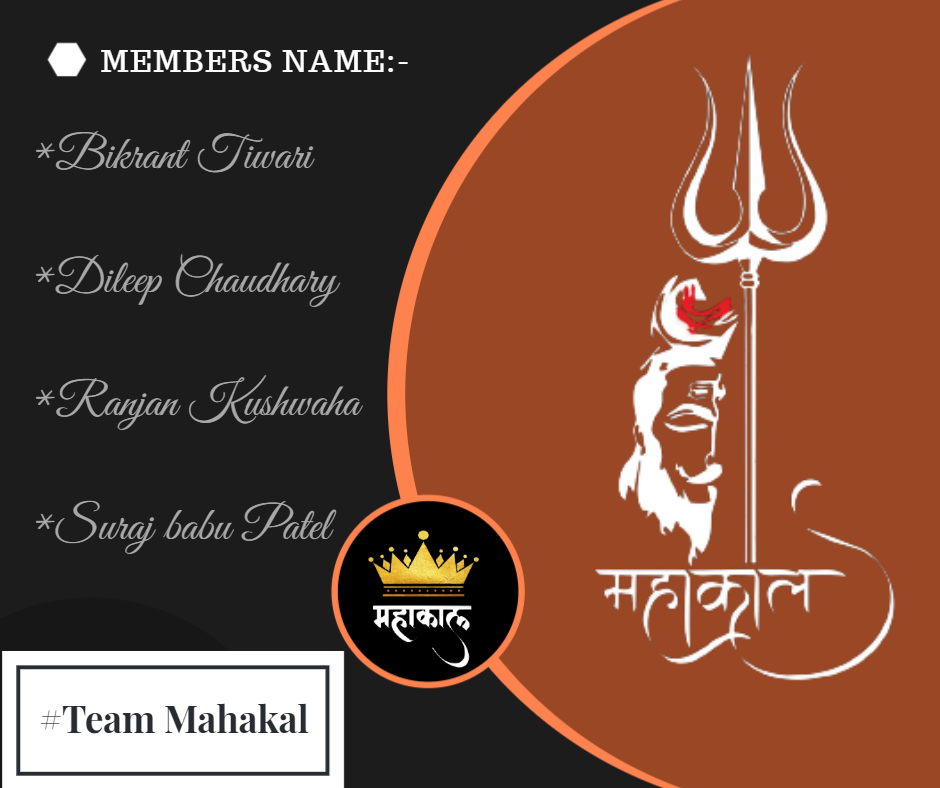 MEMBERS NAME:-
*Bikrant Tiwari
*Dileep Chaudhary
*Ranjan Kushwaha
*Suraj babu Patel
महाकाल
महाकाल
#Team Mahakal